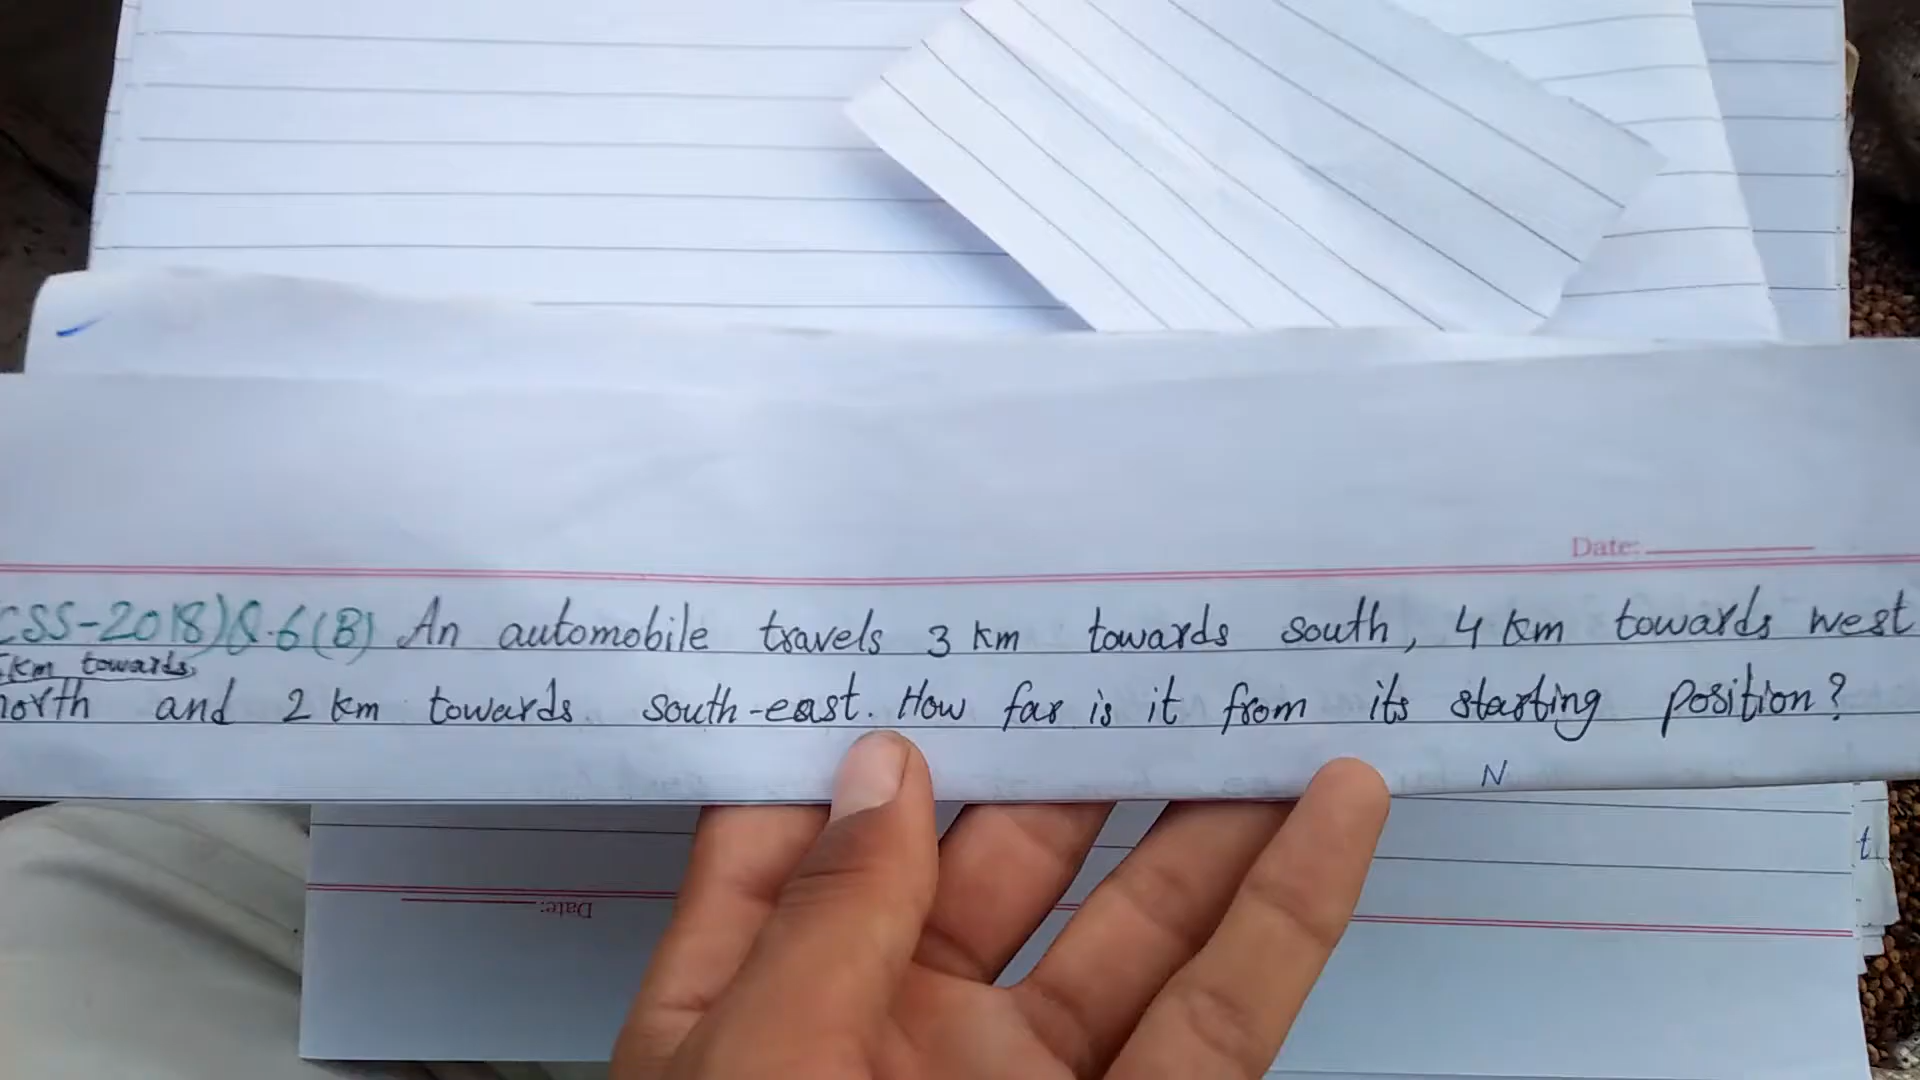 Date:
CSS-2018)Q.6(B) An automobile travels 3 km towards south, 4 km towards west
km towards
north and 2 km towards south-east. How far is it from its starting position?
N
t
Date: